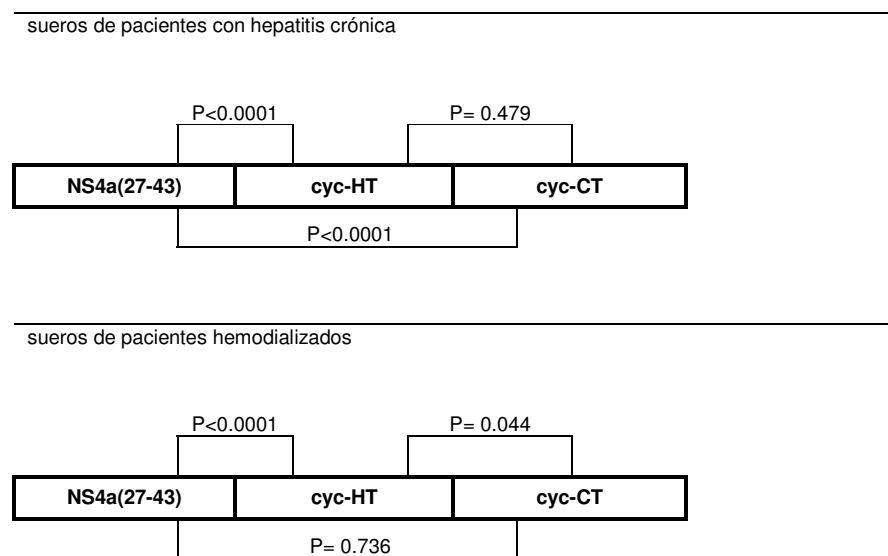 sueros de pacientes con hepatitis crónica
P<0.0001 P= 0.479
NS4a(27-43) cyc-HT cyc-CT
P<0.0001
sueros de pacientes hemodializados
P<0.0001 P= 0.044
NS4a(27-43) cyc-HT cyc-CT
P= 0.736